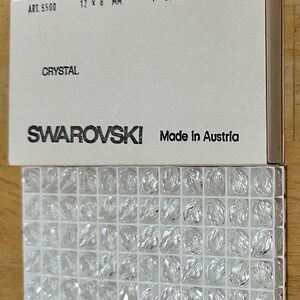 ART. 5500 12 x 8 MM
CRYSTAL
SWAROVSKI Made in Austria